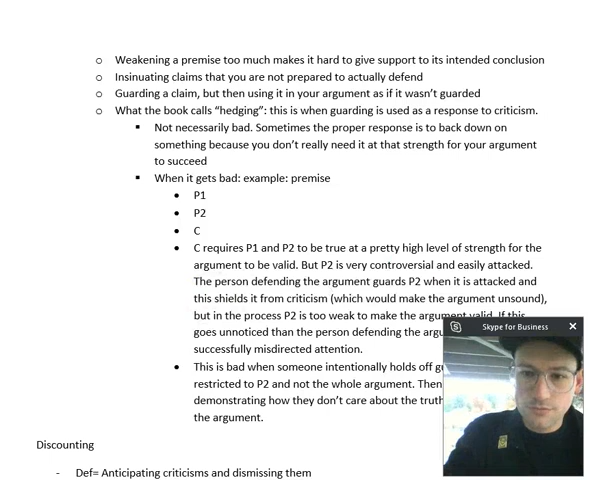 o Weakening a premise too much makes it hard to give support to its intended conclusion
o Insinuating claims that you are not prepared to actually defend
o Guarding a claim, but then using it in your argument as if it wasn't guarded
o What the book calls "hedging": this is when guarding is used as a response to criticism.
▪ Not necessarily bad. Sometimes the proper response is to back down on
something because you don't really need it at that strength for your argument
to succeed
▪ When it gets bad: example: premise
• P1
• P2
• C
• C requires P1 and P2 to be true at a pretty high level of strength for the
argument to be valid. But P2 is very controversial and easily attacked.
The person defending the argument guards P2 when it is attacked and
this shields it from criticism (which would make the argument unsound),
but in the process P2 is too weak to make the argument valid. If this
goes unnoticed than the person defending the
successfully misdirected attention.
• This is bad when someone intentionally holds off
restricted to P2 and not the whole argument. Then
demonstrating how they don't care about the truth
the argument.
Skype for Business
Discounting
- Def= Anticipating criticisms and dismissing them